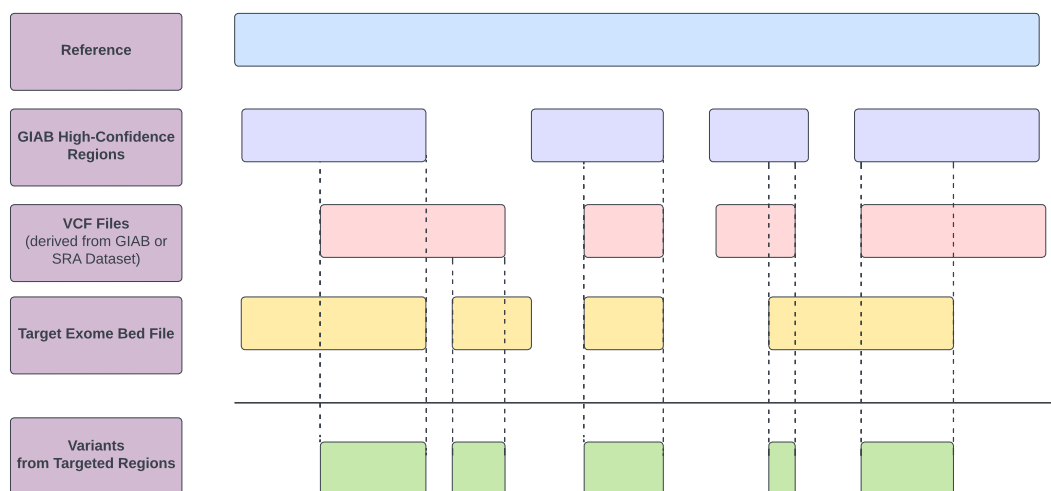 Reference
GIAB High-Confidence
Regions
VCF Files
(derived from GIAB or
SRA Dataset)
Target Exome Bed File
Variants
from Targeted Regions